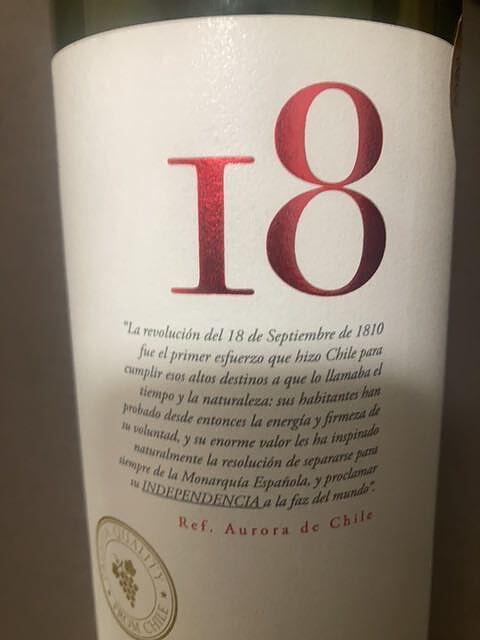 18
"La revolución del 18 de Septiembre de 1810
fue el primer esfuerzo que hizo Chile para
cumplir esos altos destinos a que lo llamaba el
tiempo y la naturaleza: sus habitantes han
probado desde entonces la energía y firmeza de
su voluntad, y su enorme valor les ha inspirado
naturalmente la resolución de separarse para
siempre de la Monarquía Española, y proclamar
su INDEPENDENCIA a la faz del mundo".
Ref. Aurora de Chile
QUALITY
FROM CHILE